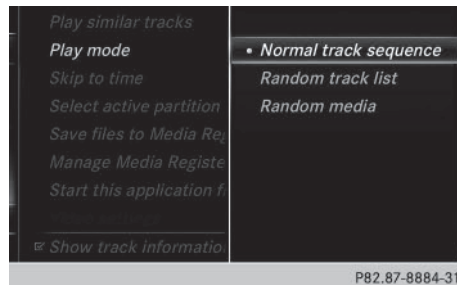 Play similar tracks
Play mode
Skip to time
Select active partition
Save files to Media Reg
Manage Media Registe
Start this application f
Show track informatio
• Normal track sequence
Random track list
Random media
P82.87-8884-31